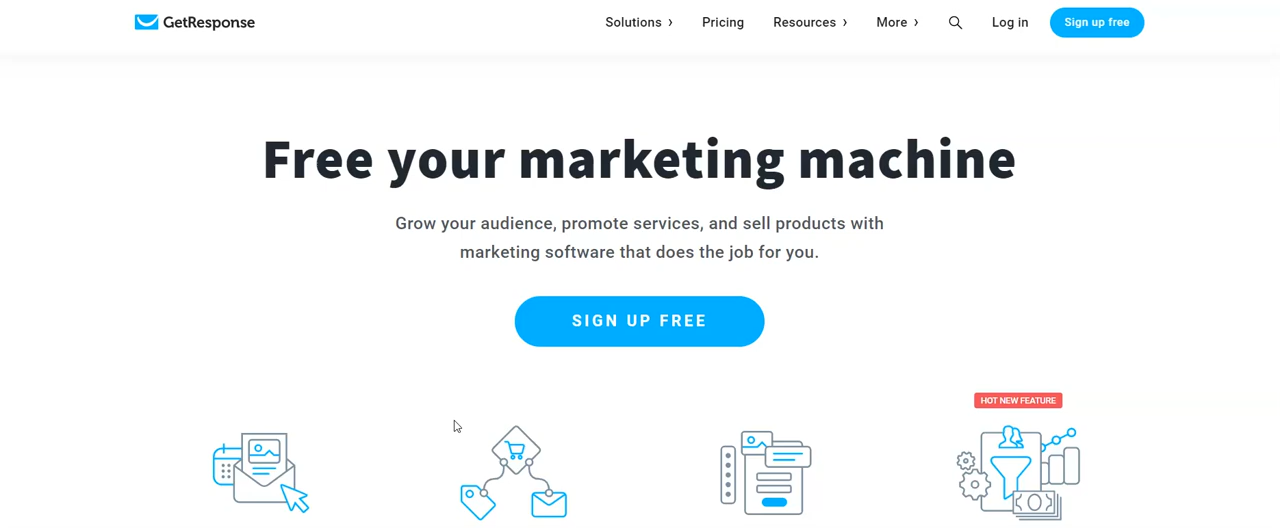 GetResponse
Solutions
Pricing
Resources
More
Log in
Sign up free
Free your marketing machine
Grow your audience, promote services, and sell products with
marketing software that does the job for you.
SIGN UP FREE
HOT NEW FEATURE